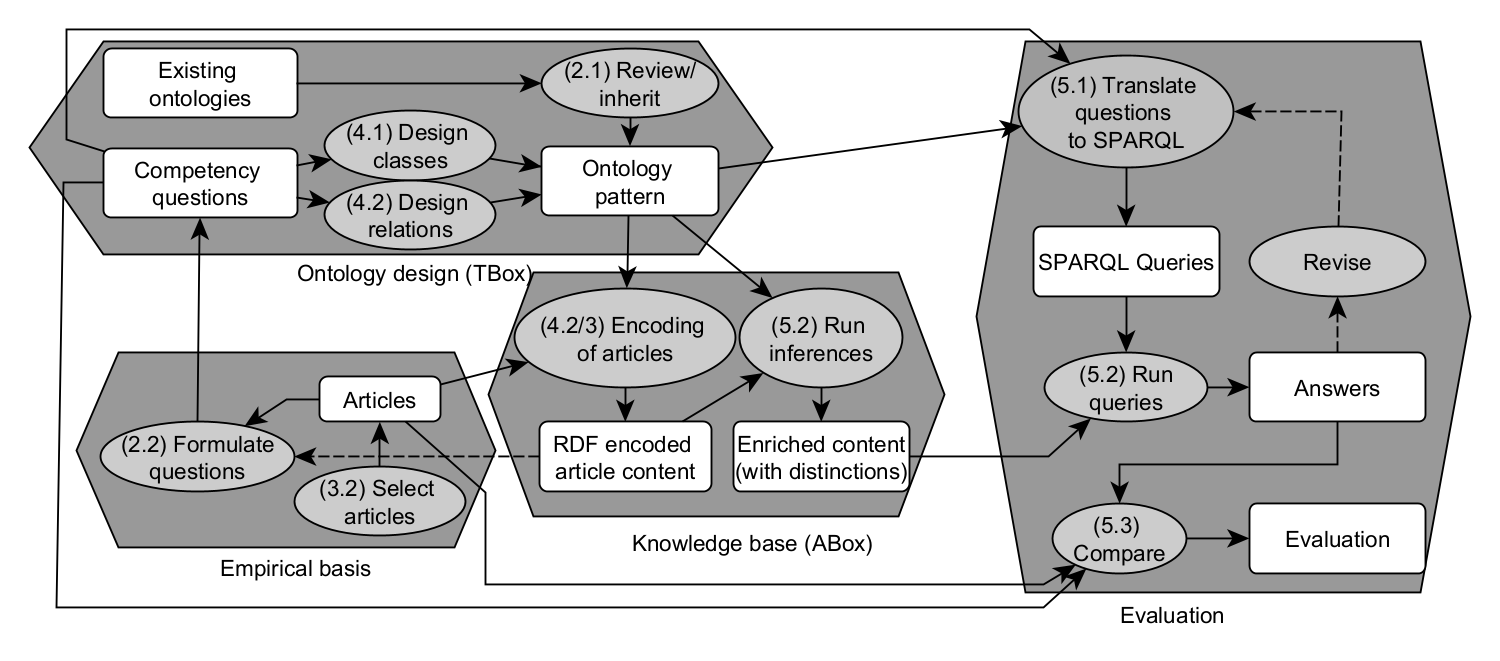 Existing
ontologies
(2.1) Review/
inherit
(4.1) Design
classes
Competency
questions
(4.2) Design
relations
Ontology
pattern
Ontology design (TBox)
(4.2/3) Encoding
of articles
(5.2) Run
inferences
RDF encoded
article content
Enriched content
(with distinctions)
Knowledge base (ABox)
Articles
(2.2) Formulate
questions
(3.2) Select
articles
Empirical basis
(5.1) Translate
questions
to SPARQL
SPARQL Queries
Revise
(5.2) Run
queries
Answers
(5.3)
Compare
Evaluation
Evaluation